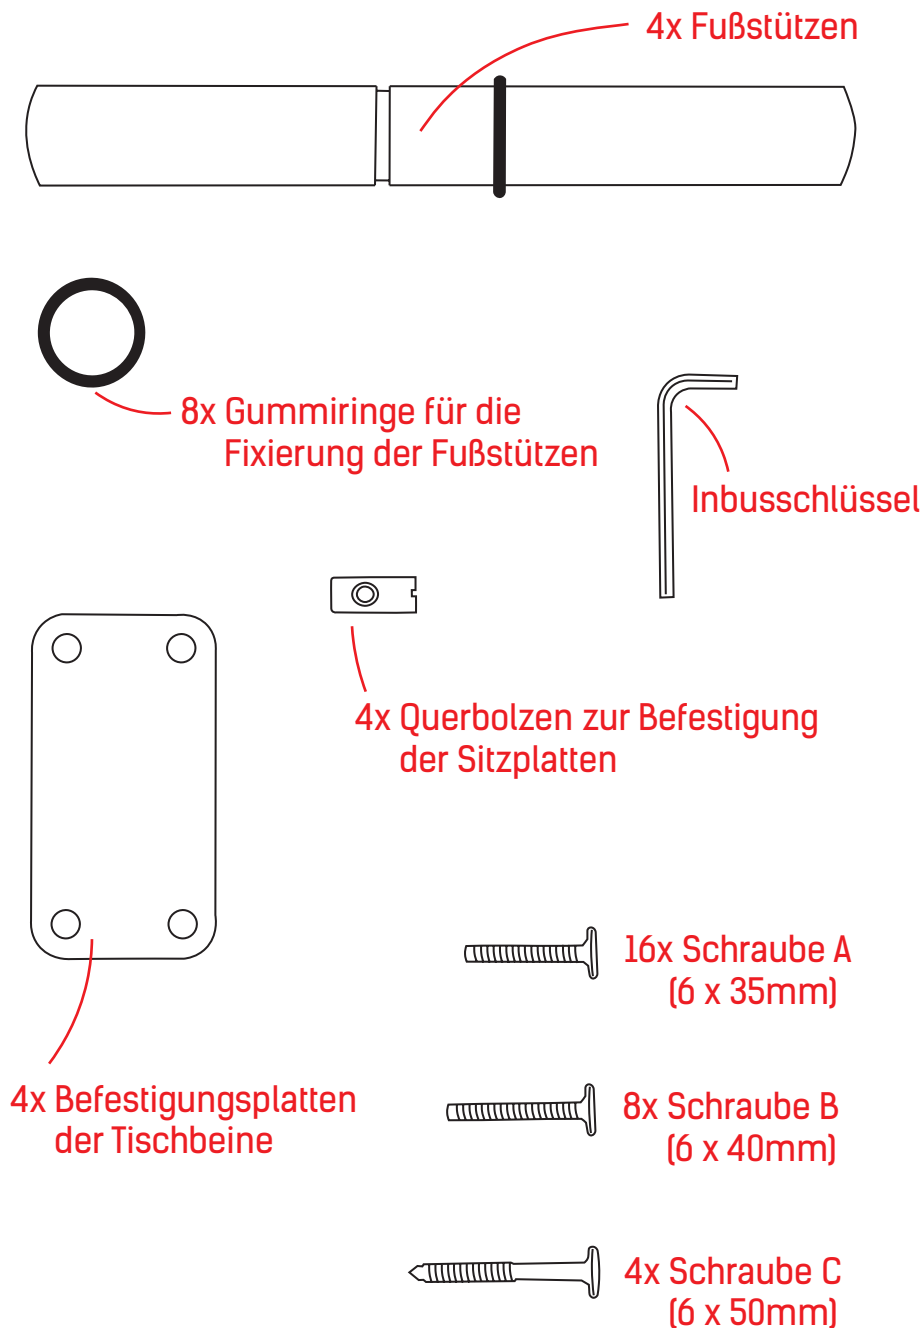 4x Fußstützen
8x Gummiringe für die
Fixierung der Fußstützen
Inbusschlüssel
4x Querbolzen zur Befestigung
der Sitzplatten
16x Schraube A
(6 x 35mm)
4x Befestigungsplatten
der Tischbeine
8x Schraube B
(6 x 40mm)
4x Schraube C
(6 x 50mm)